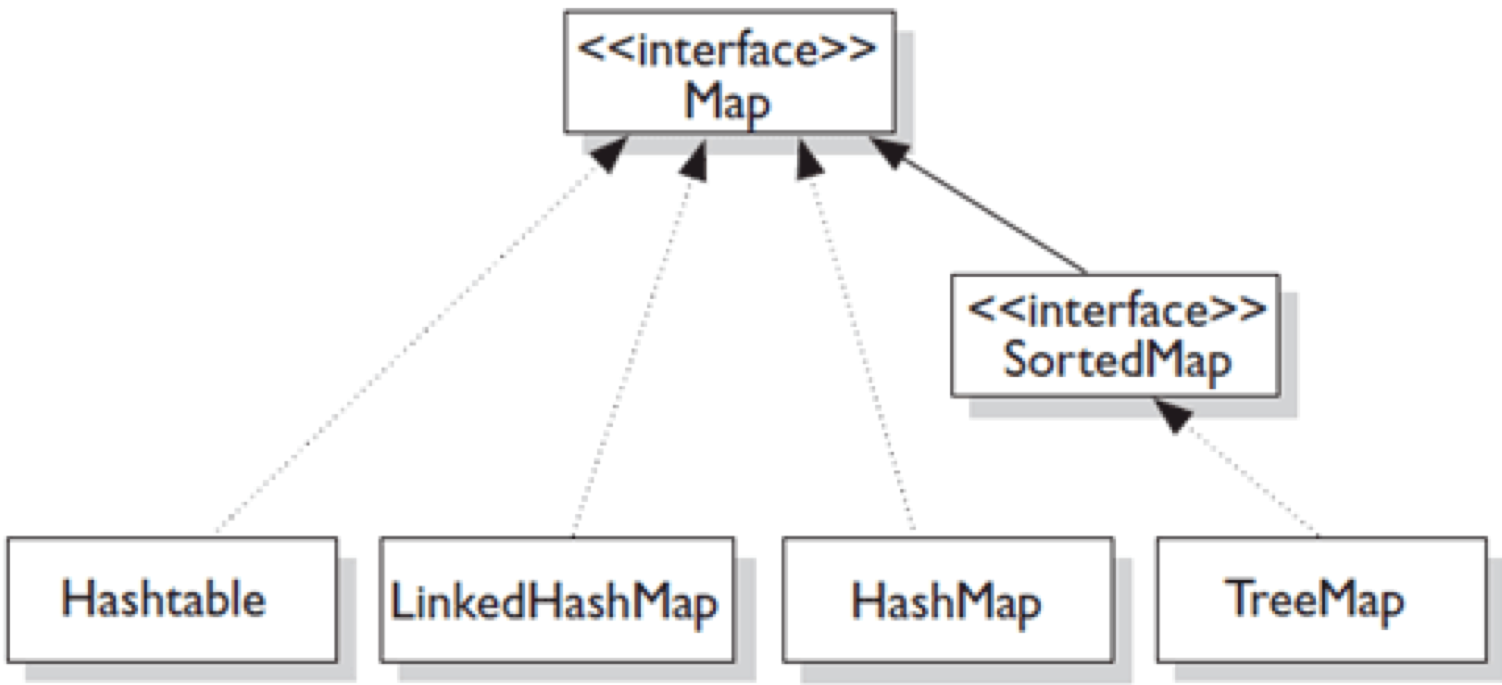 <<interface>>
Map
<<interface>>
SortedMap
Hashtable
LinkedHashMap
HashMap
TreeMap